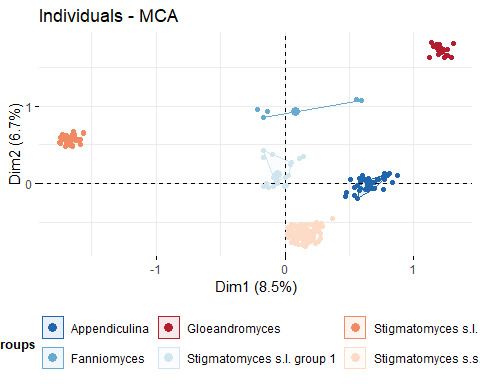 Individuals - MCA
Dim2 (6.7%)
1
0
-1
0
1
Dim1 (8.5%)
roups
Appendiculina
Gloeandromyces
Stigmatomyces s.l.
Fanniomyces
Stigmatomyces s.l. group 1
Stigmatomyces s.s